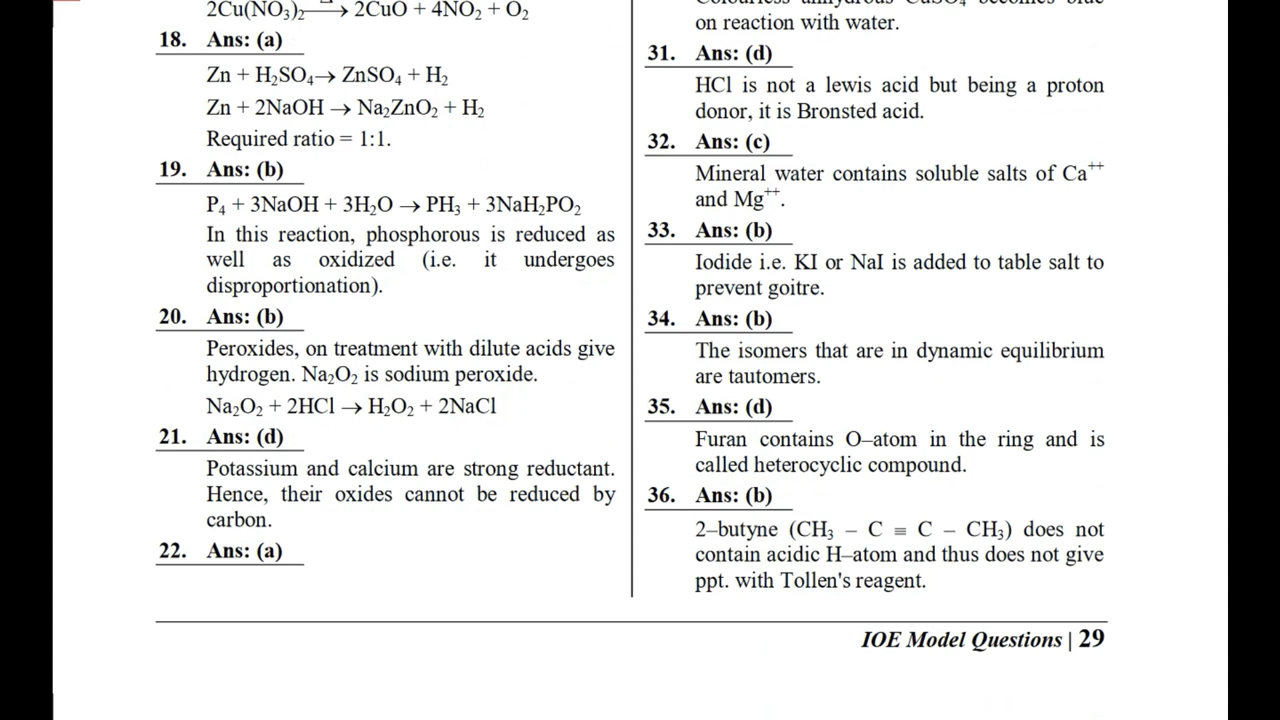 2Cu(NO₃)₂ ⟶ 2CuO + 4NO₂ + O₂
18. Ans: (a)
Zn + H₂SO₄→ ZnSO₄ + H₂
Zn + 2NaOH → Na₂ZnO₂ + H₂
Required ratio = 1:1.
19. Ans: (b)
P₄ + 3NaOH + 3H₂O → PH₃ + 3NaH₂PO₂
In this reaction, phosphorous is reduced as
well as oxidized (i.e. it undergoes
disproportionation).
20. Ans: (b)
Peroxides, on treatment with dilute acids give
hydrogen. Na₂O₂ is sodium peroxide.
Na₂O₂ + 2HCl → H₂O₂ + 2NaCl
21. Ans: (d)
Potassium and calcium are strong reductant.
Hence, their oxides cannot be reduced by
carbon.
22. Ans: (a)
Colourless anhydrous CuSO₄ becomes blue
on reaction with water.
31. Ans: (d)
HCl is not a lewis acid but being a proton
donor, it is Bronsted acid.
32. Ans: (c)
Mineral water contains soluble salts of Ca⁺⁺
and Mg⁺⁺.
33. Ans: (b)
Iodide i.e. KI or NaI is added to table salt to
prevent goitre.
34. Ans: (b)
The isomers that are in dynamic equilibrium
are tautomers.
35. Ans: (d)
Furan contains O–atom in the ring and is
called heterocyclic compound.
36. Ans: (b)
2–butyne (CH₃ – C ≡ C – CH₃) does not
contain acidic H–atom and thus does not give
ppt. with Tollen's reagent.
IOE Model Questions | 29